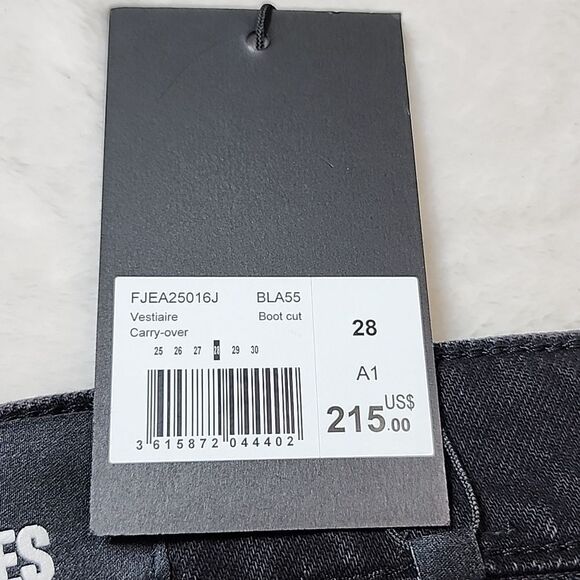 FJEA25016J BLA55
Vestiaire Boot cut
Carry-over
25 26 27 28 29 30
3 615872 044402
28
A1
215 US$ .00
ES